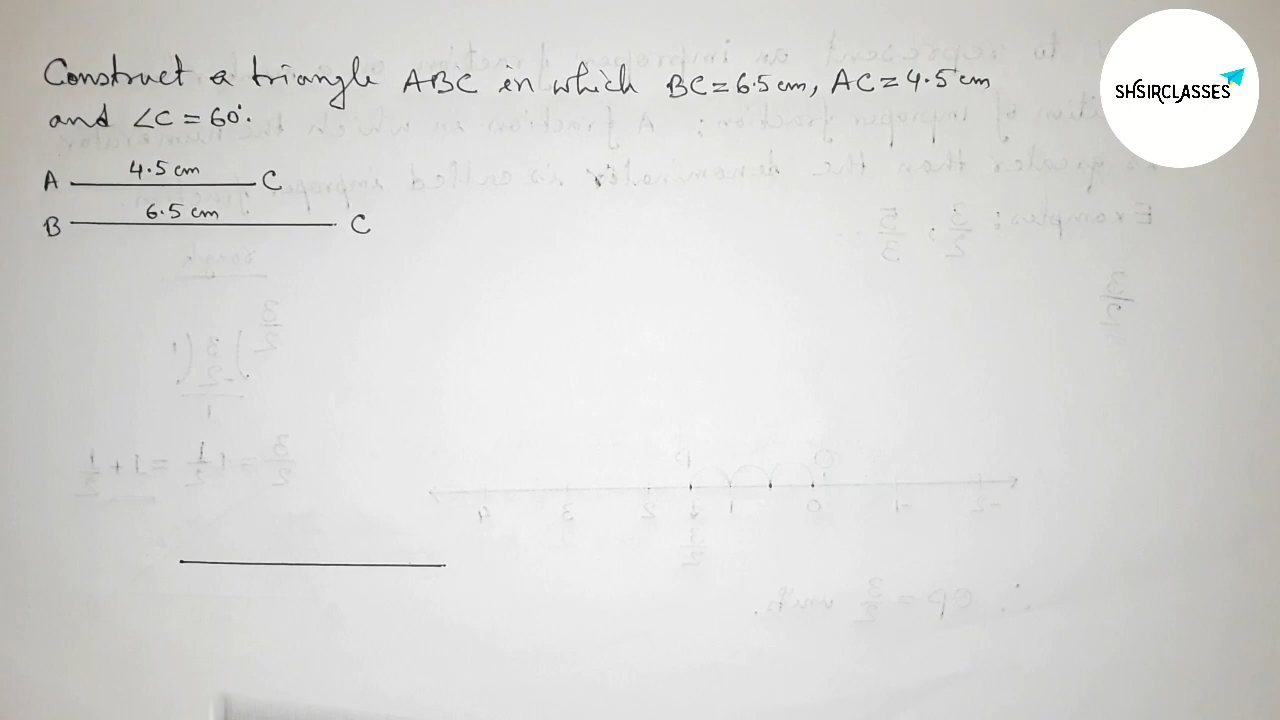 Construct a triangle ABC in which BC = 6.5 cm, AC = 4.5 cm
and ∠C = 60°.
A 4.5 cm C
B 6.5 cm C
SHSIRCLASSES